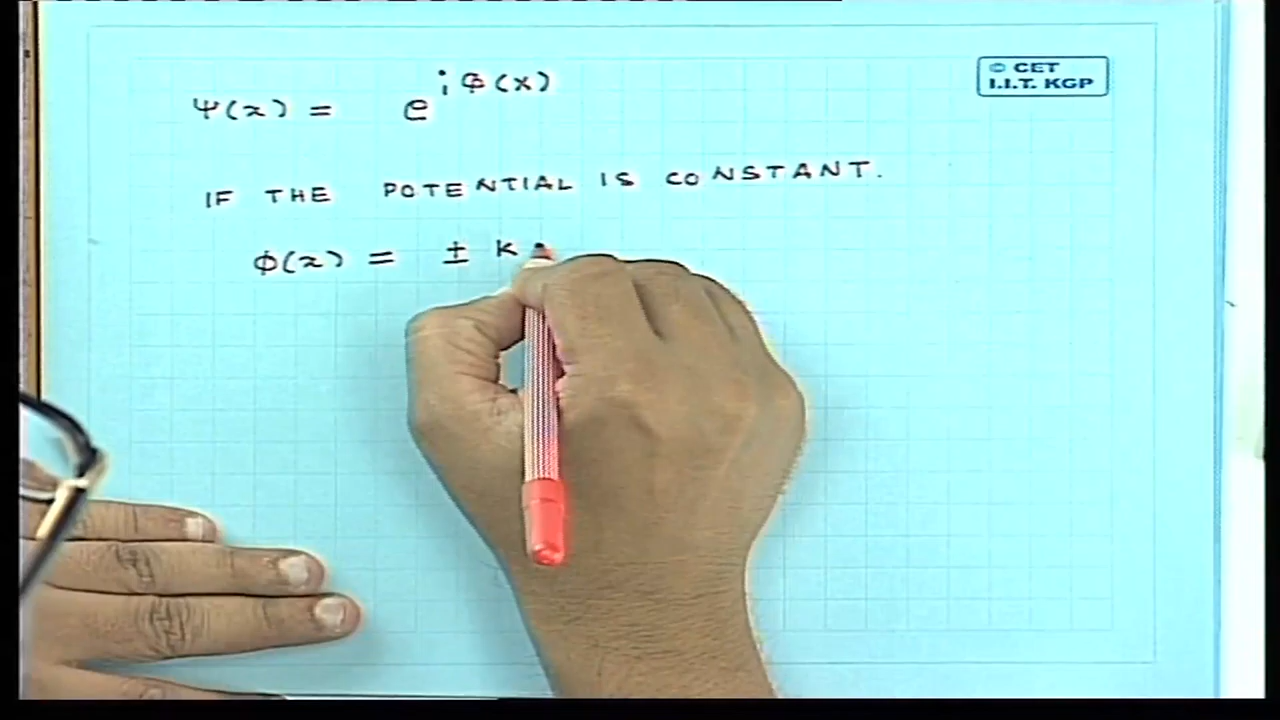 © CET
I.I.T. KGP
Ψ(x) = e^{iΦ(x)}
IF THE POTENTIAL IS CONSTANT.
Φ(x) = ± k